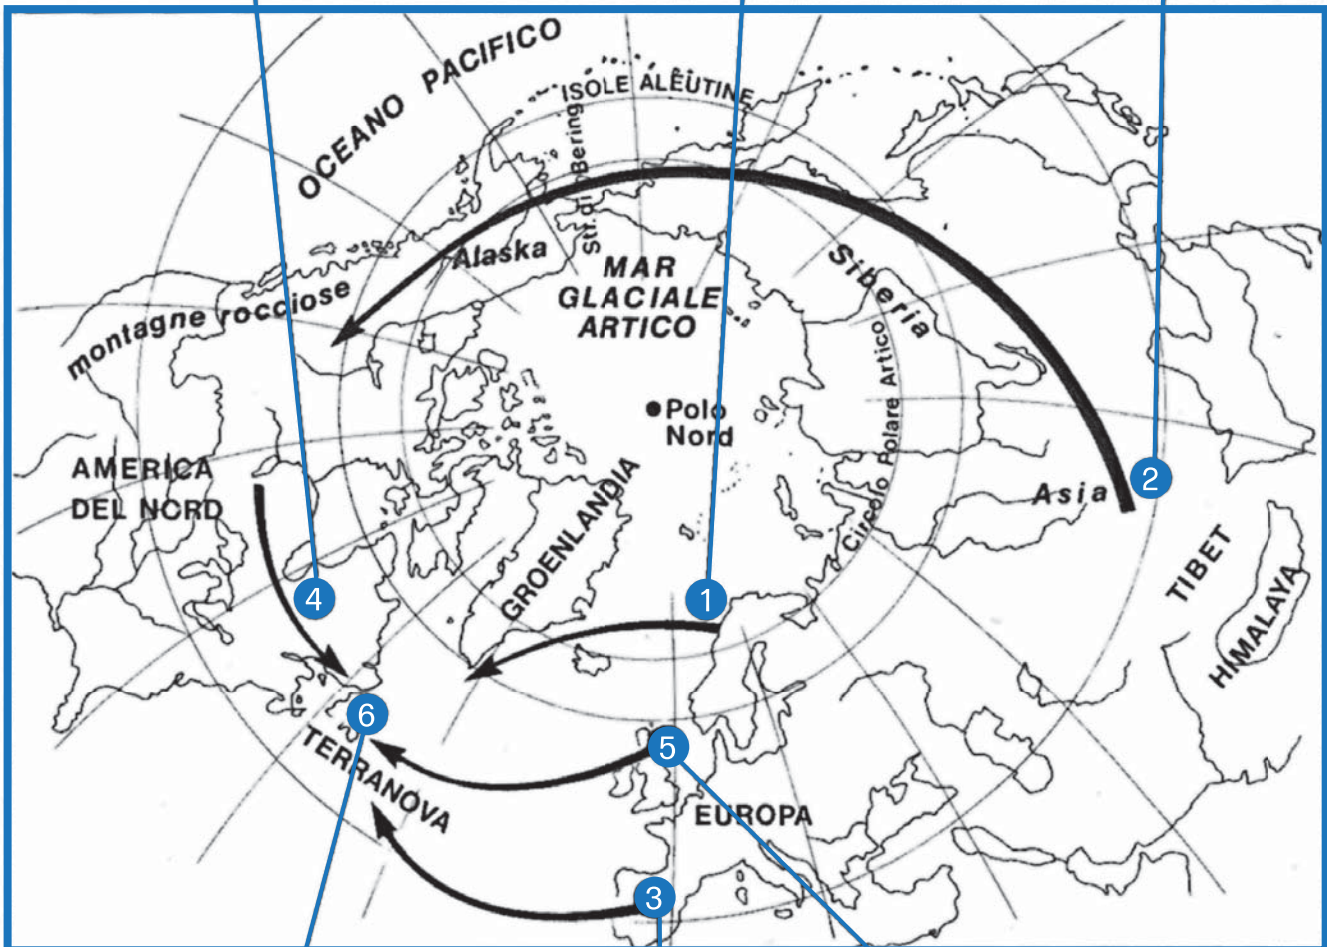 OCEANO PACIFICO
ISOLE ALEUTINE
Str. di Bering
Alaska
montagne rocciose
MAR
GLACIALE
ARTICO
Siberia
Circolo Polare Artico
Polo
Nord
AMERICA
DEL NORD
GROENLANDIA
Asia
2
TIBET
HIMALAYA
4
1
6
5
TERRANOVA
EUROPA
3